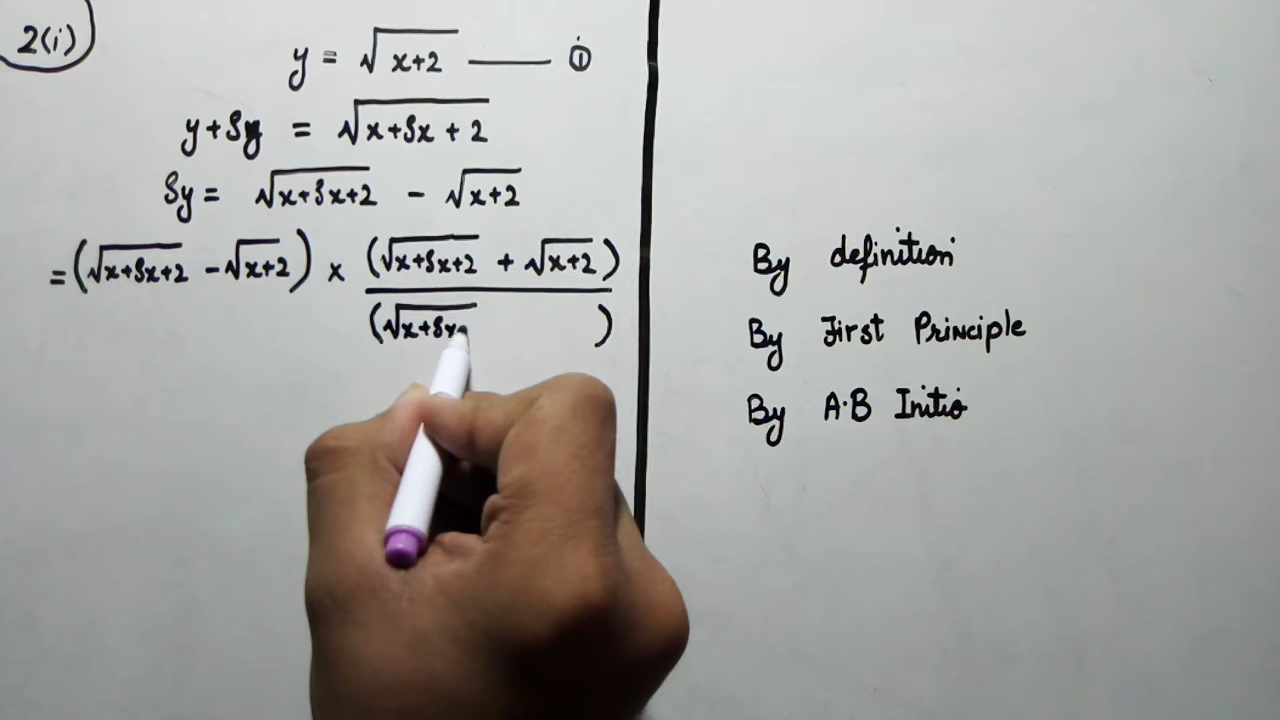 2(i)
y = √(x+2) —— ①
y+δy = √(x+δx+2)
δy = √(x+δx+2) - √(x+2)
= (√(x+δx+2) - √(x+2)) × (√(x+δx+2) + √(x+2))
(√(x+δx )
By definition
By First Principle
By A·B Initio